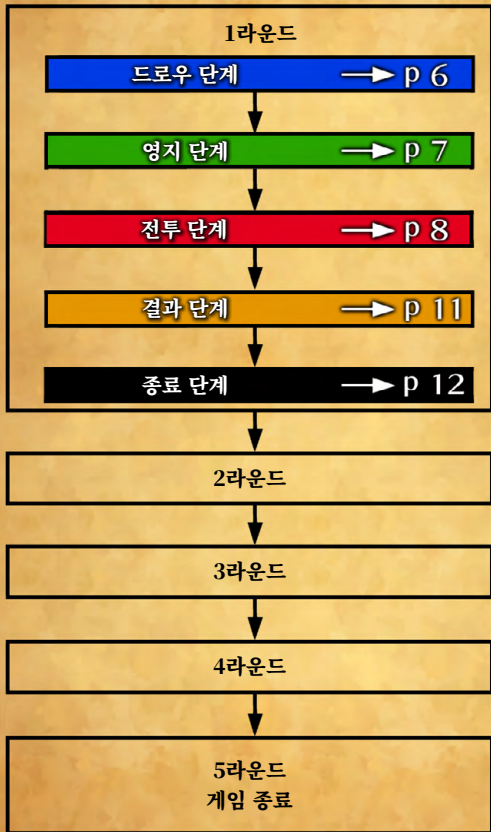 1라운드
드로우 단계 → p 6
영지 단계 → p 7
전투 단계 → p 8
결과 단계 → p 11
종료 단계 → p 12
2라운드
3라운드
4라운드
5라운드
게임 종료